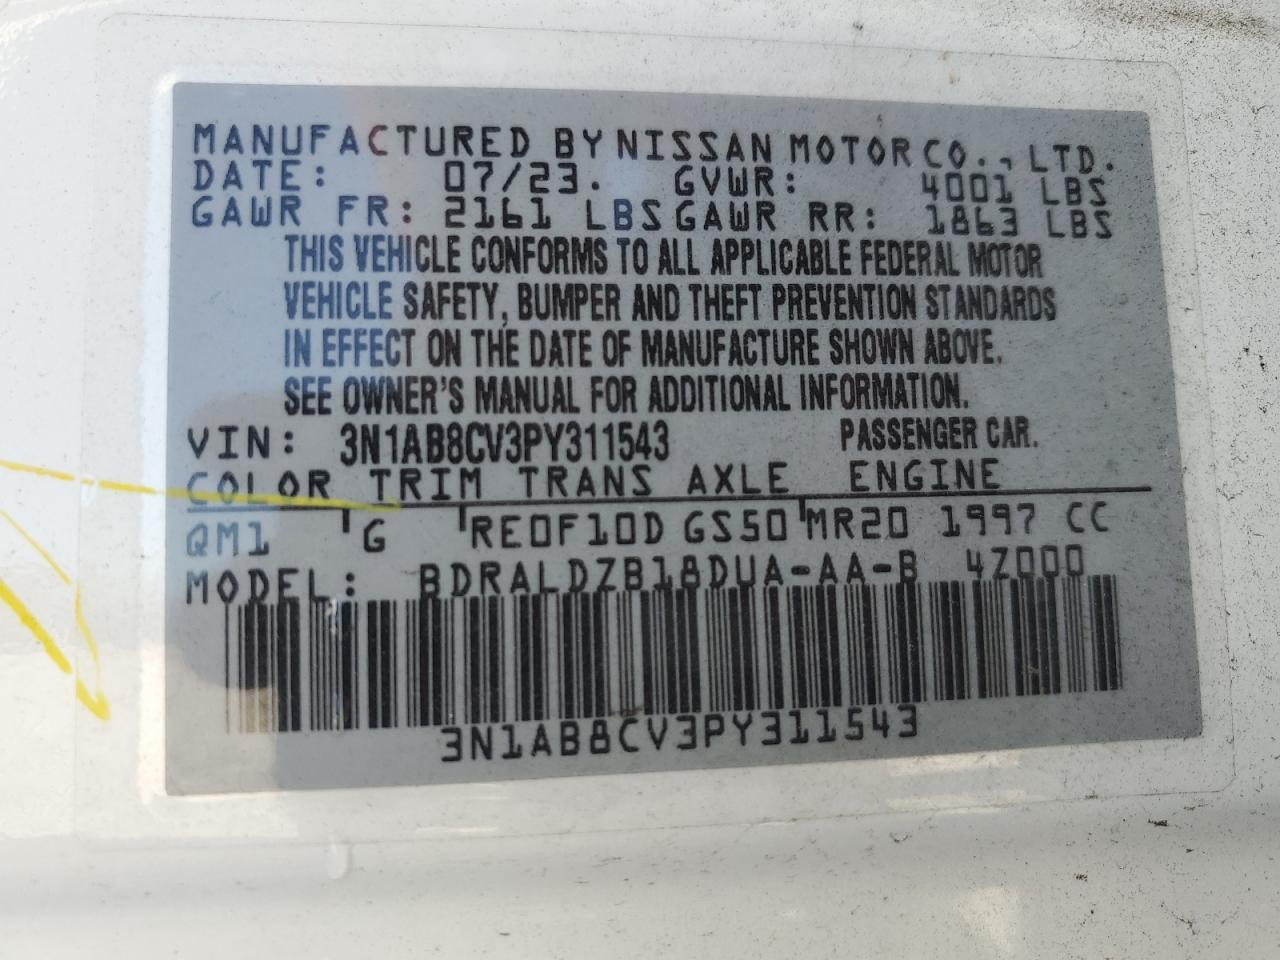 MANUFACTURED BY NISSAN MOTOR CO., LTD.
DATE: 07/23. GVWR: 4001 LBS
GAWR FR: 2161 LBS GAWR RR: 1863 LBS
THIS VEHICLE CONFORMS TO ALL APPLICABLE FEDERAL MOTOR
VEHICLE SAFETY, BUMPER AND THEFT PREVENTION STANDARDS
IN EFFECT ON THE DATE OF MANUFACTURE SHOWN ABOVE.
SEE OWNER'S MANUAL FOR ADDITIONAL INFORMATION.
VIN: 3N1AB8CV3PY311543 PASSENGER CAR.
COLOR TRIM TRANS AXLE ENGINE
QM1 G RE0F10D GS50 MR20 1997 CC
MODEL: BDRALDZB18DUA-AA-B 4Z000
3N1AB8CV3PY311543